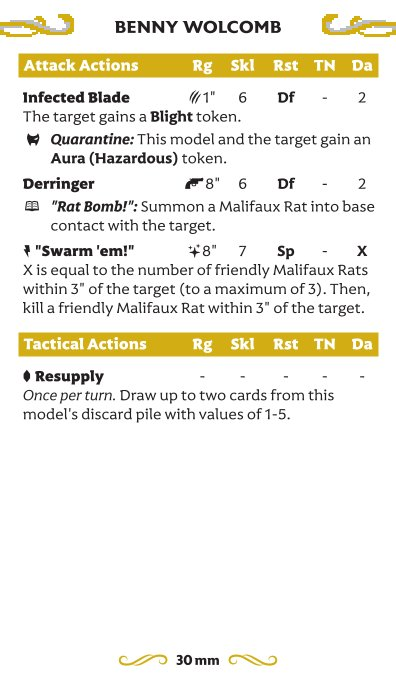 BENNY WOLCOMB
Attack Actions Rg Skl Rst TN Da
Infected Blade 1" 6 Df - 2
The target gains a Blight token.
Quarantine: This model and the target gain an
Aura (Hazardous) token.
Derringer 8" 6 Df - 2
"Rat Bomb!": Summon a Malifaux Rat into base
contact with the target.
"Swarm 'em!" 8" 7 Sp - X
X is equal to the number of friendly Malifaux Rats
within 3" of the target (to a maximum of 3). Then,
kill a friendly Malifaux Rat within 3" of the target.
Tactical Actions Rg Skl Rst TN Da
Resupply - - - - -
Once per turn. Draw up to two cards from this
model's discard pile with values of 1-5.
30 mm